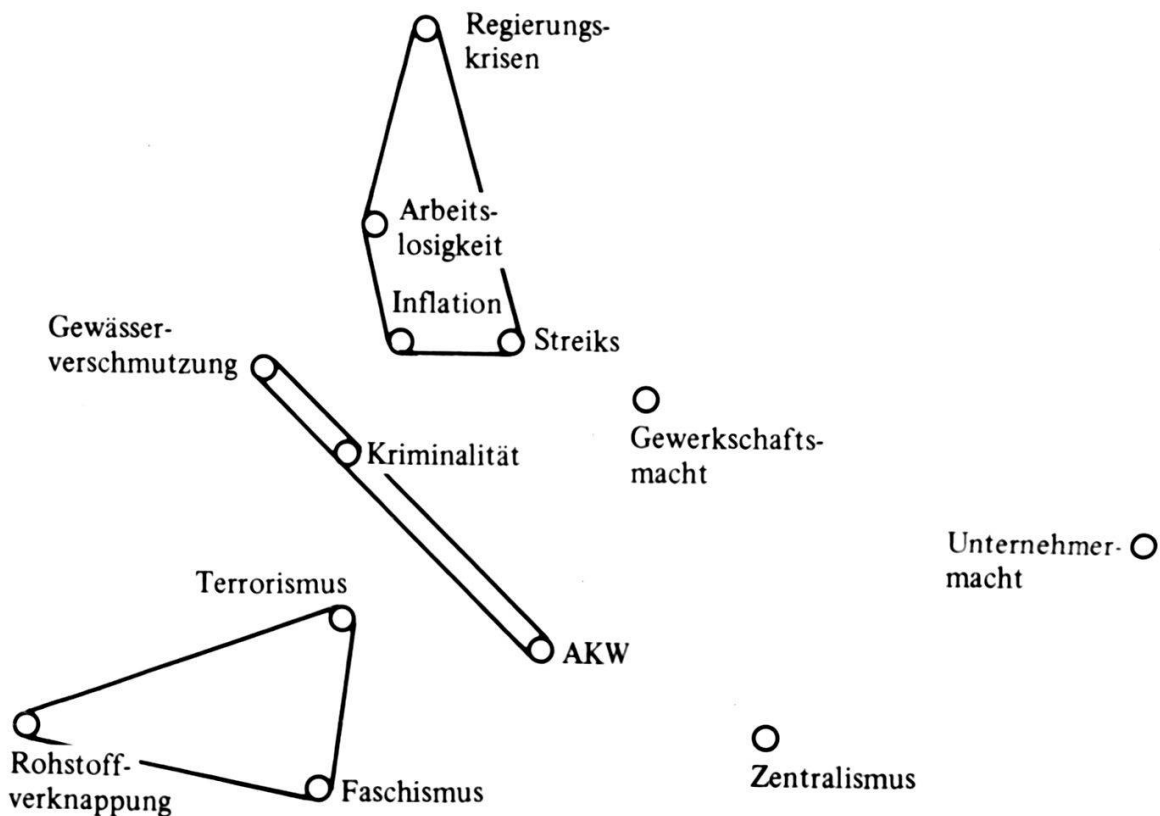 Regierungs-
krisen
Arbeits-
losigkeit
Inflation
Streiks
Gewässer-
verschmutzung
Gewerkschafts-
macht
Kriminalität
Unternehmer-
macht
Terrorismus
AKW
Rohstoff-
verknappung
Faschismus
Zentralismus